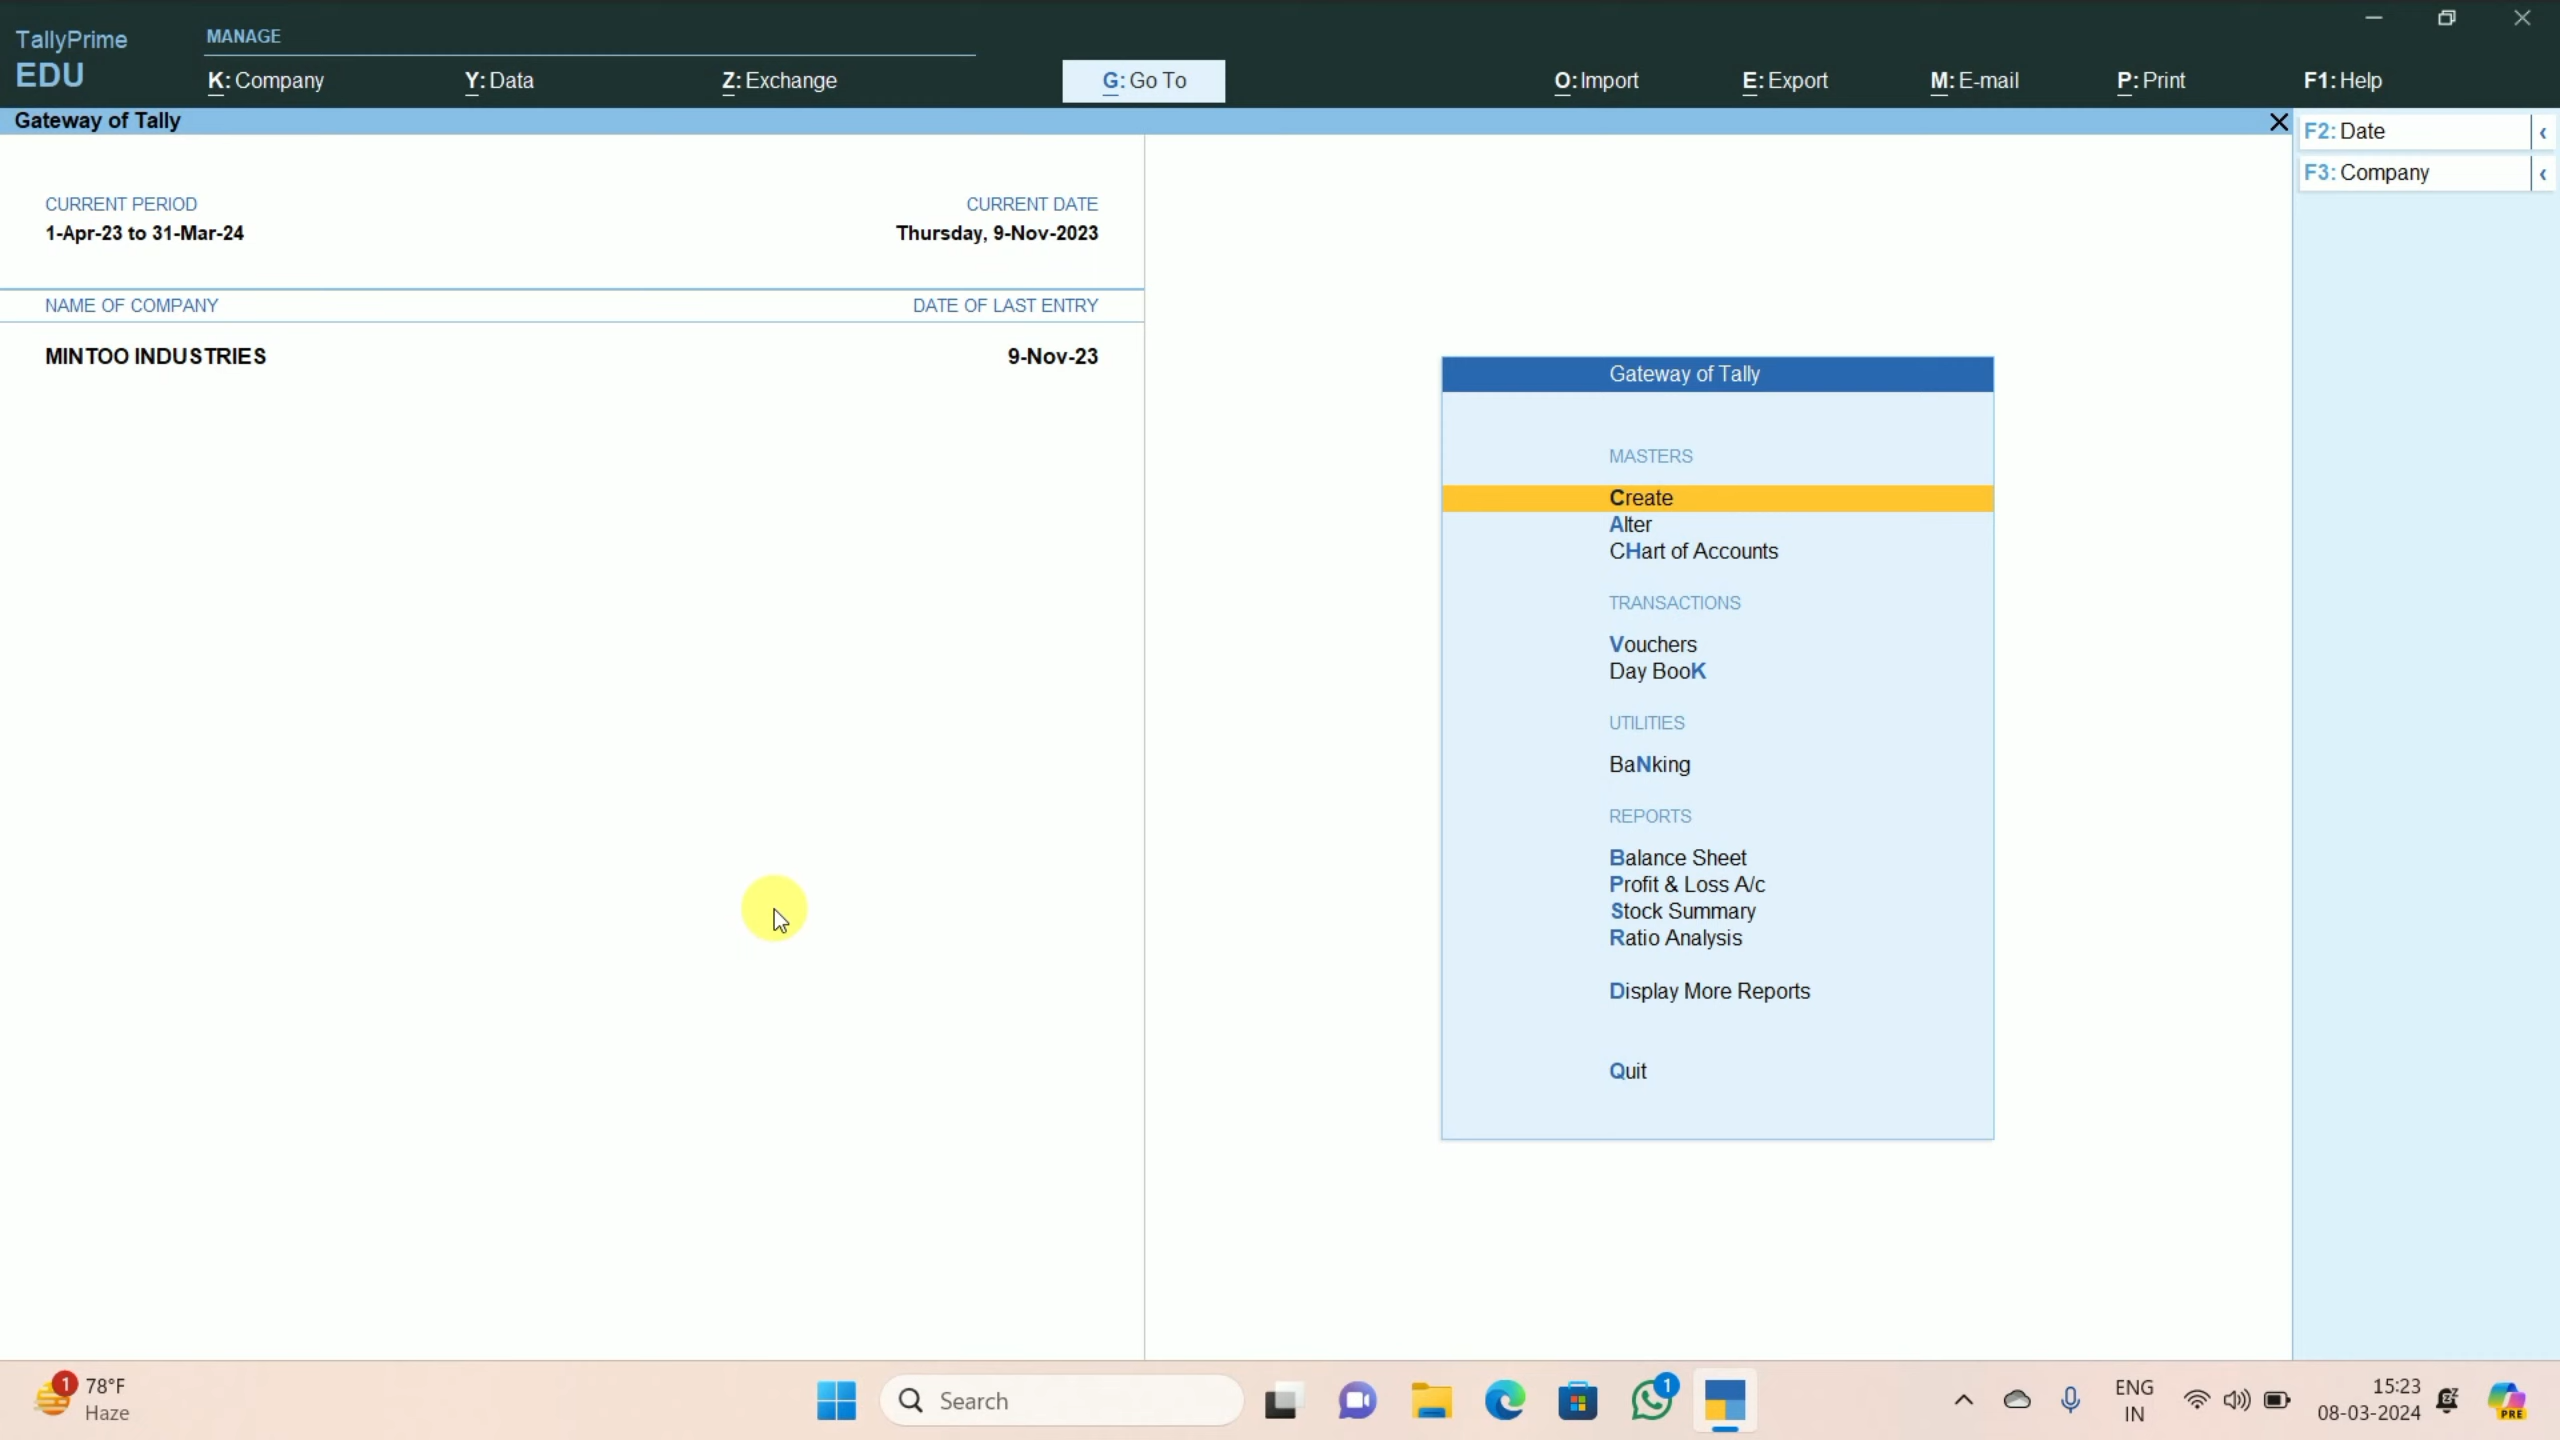 TallyPrime
EDU
MANAGE
K: Company
Y: Data
Z: Exchange
G: Go To
O: Import
E: Export
M: E-mail
P: Print
F1: Help
Gateway of Tally
F2: Date
F3: Company
CURRENT PERIOD
CURRENT DATE
1-Apr-23 to 31-Mar-24
Thursday, 9-Nov-2023
NAME OF COMPANY
DATE OF LAST ENTRY
MINTOO INDUSTRIES
9-Nov-23
Gateway of Tally
MASTERS
Create
Alter
CHart of Accounts
TRANSACTIONS
Vouchers
Day BooK
UTILITIES
BaNking
REPORTS
Balance Sheet
Profit & Loss A/c
Stock Summary
Ratio Analysis
Display More Reports
Quit
1
78°F
Haze
Search
1
ENG
IN
15:23
08-03-2024
PRE